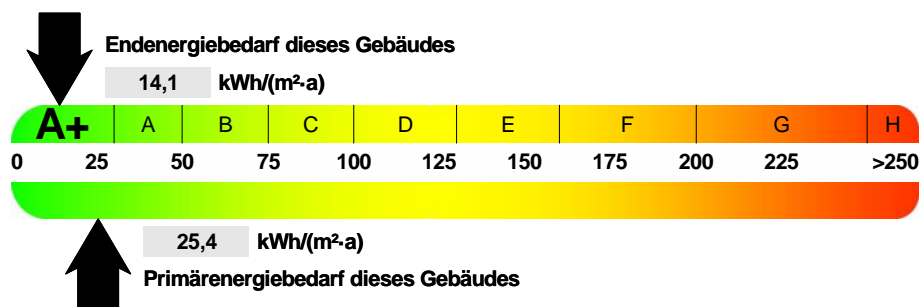 Endenergiebedarf dieses Gebäudes
14,1 kWh/(m²·a)
A+ A B C D E F G H
0 25 50 75 100 125 150 175 200 225 >250
25,4 kWh/(m²·a)
Primärenergiebedarf dieses Gebäudes